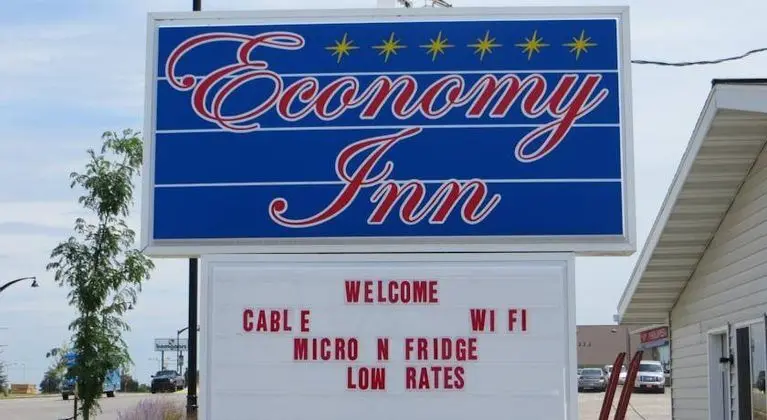 Economy
Inn
WELCOME
CABLE WIFI
MICRO N FRIDGE
LOW RATES